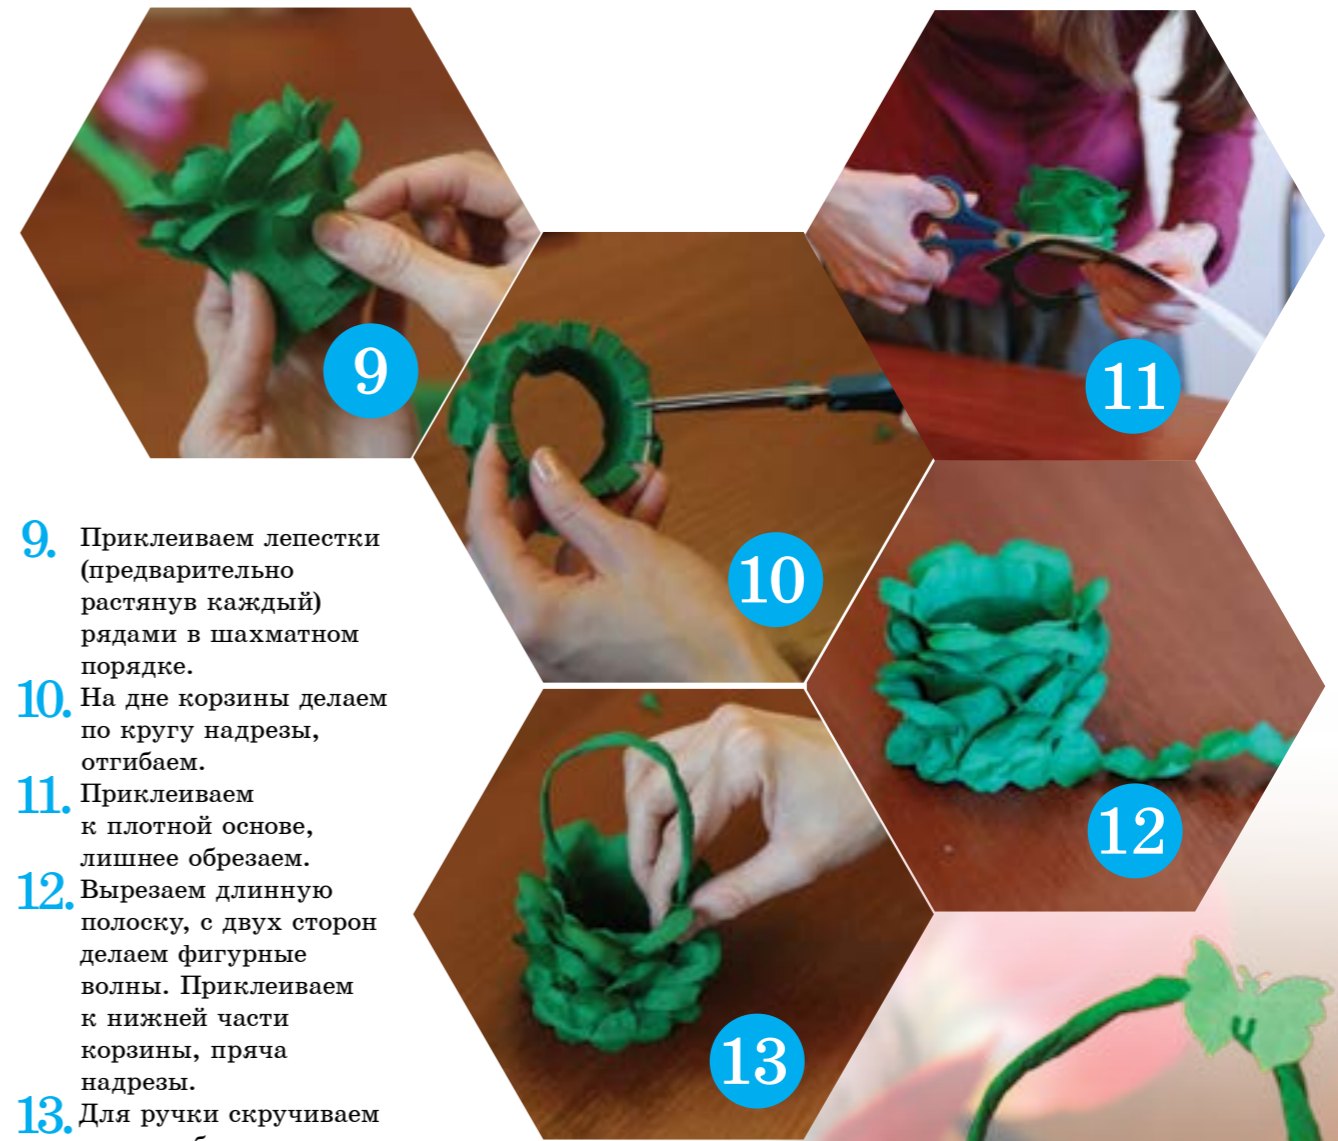 9
11
10
12
13
9. Приклеиваем лепестки
(предварительно
растянув каждый)
рядами в шахматном
порядке.
10. На дне корзины делаем
по кругу надрезы,
отгибаем.
11. Приклеиваем
к плотной основе,
лишнее обрезаем.
12. Вырезаем длинную
полоску, с двух сторон
делаем фигурные
волны. Приклеиваем
к нижней части
корзины, пряча
надрезы.
13. Для ручки скручиваем